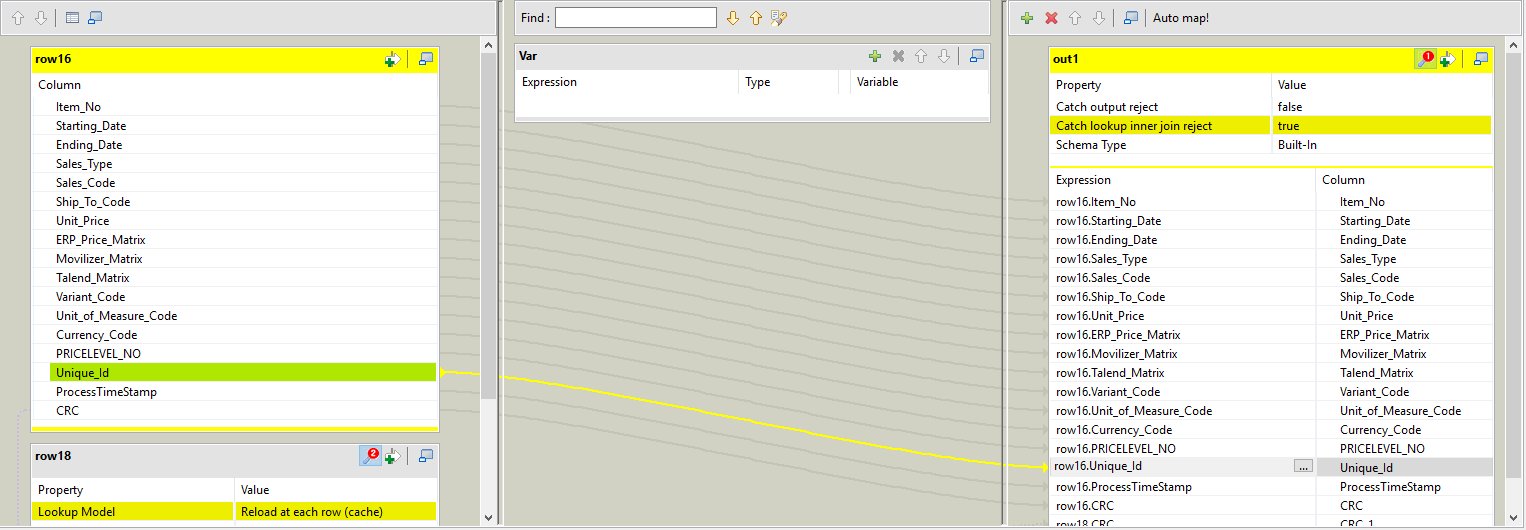 row16
Column
Item_No
Starting_Date
Ending_Date
Sales_Type
Sales_Code
Ship_To_Code
Unit_Price
ERP_Price_Matrix
Movilizer_Matrix
Talend_Matrix
Variant_Code
Unit_of_Measure_Code
Currency_Code
PRICELEVEL_NO
Unique_Id
ProcessTimeStamp
CRC
row18
2
Property Value
Lookup Model Reload at each row (cache)
Find :
Var
Expression Type Variable
Auto map!
out1
1
Property Value
Catch output reject false
Catch lookup inner join reject true
Schema Type Built-In
Expression Column
row16.Item_No Item_No
row16.Starting_Date Starting_Date
row16.Ending_Date Ending_Date
row16.Sales_Type Sales_Type
row16.Sales_Code Sales_Code
row16.Ship_To_Code Ship_To_Code
row16.Unit_Price Unit_Price
row16.ERP_Price_Matrix ERP_Price_Matrix
row16.Movilizer_Matrix Movilizer_Matrix
row16.Talend_Matrix Talend_Matrix
row16.Variant_Code Variant_Code
row16.Unit_of_Measure_Code Unit_of_Measure_Code
row16.Currency_Code Currency_Code
row16.PRICELEVEL_NO PRICELEVEL_NO
row16.Unique_Id ... Unique_Id
row16.ProcessTimeStamp ProcessTimeStamp
row16.CRC CRC
row18.CRC CRC_1